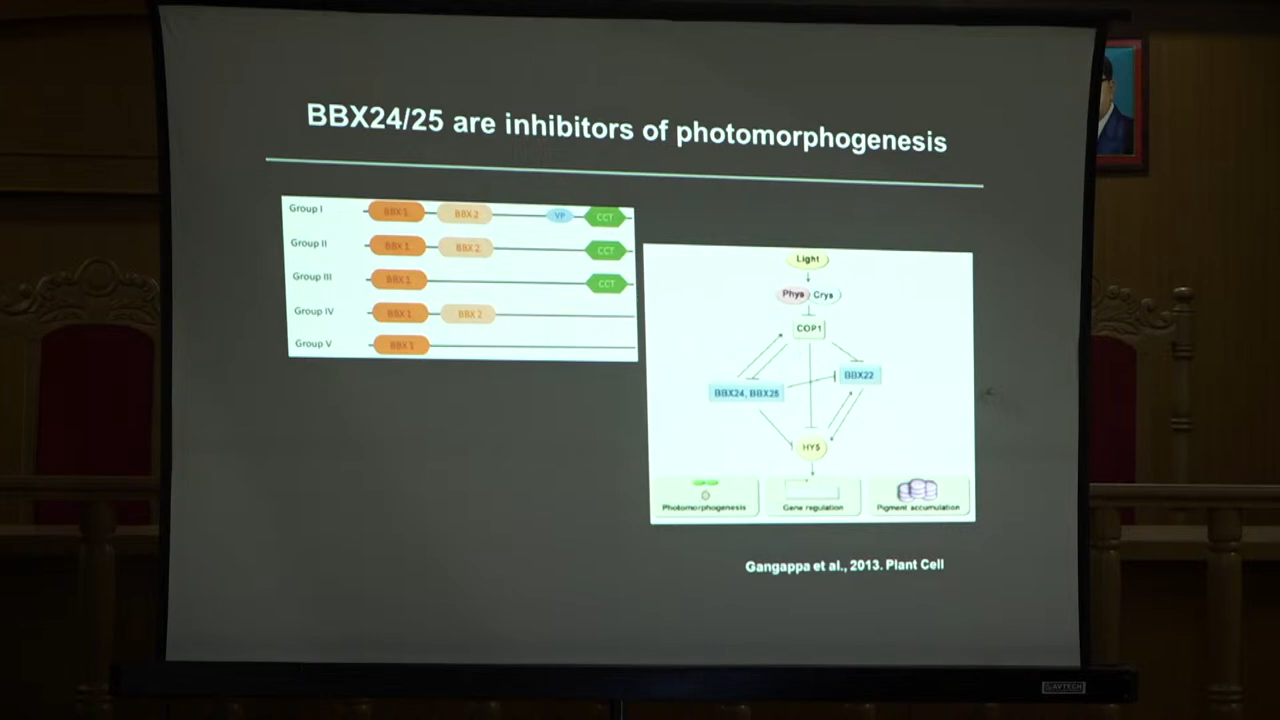 BBX24/25 are inhibitors of photomorphogenesis
Group I BBX 1 BBX 2 VP CCT
Group II BBX 1 BBX 2 CCT
Group III BBX 1 CCT
Group IV BBX 1 BBX 2
Group V BBX 1
Light
Phys Crys
COP1
BBX22
BBX24, BBX25
HY5
Photomorphogenesis Gene regulation Pigment accumulation
Gangappa et al., 2013. Plant Cell
AVTECH